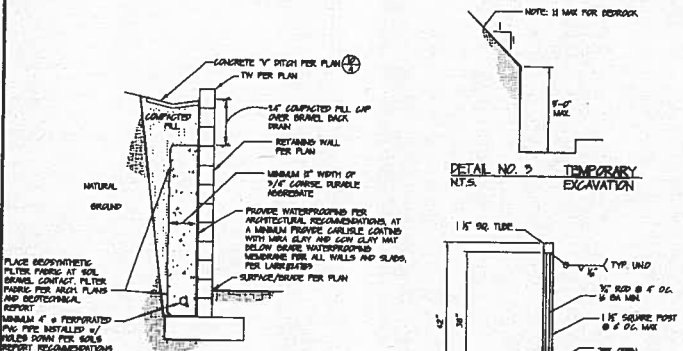 CONCRETE "V" DITCH PER PLAN
TW PER PLAN
COMPACTED
FILL
24" COMPACTED FILL CAP
OVER GRAVEL BACK
DRAIN
RETAINING WALL
PER PLAN
NATURAL
GROUND
MINIMUM 12" WIDTH OF
3/4" COARSE, DURABLE
AGGREGATE
PROVIDE WATERPROOFING PER
ARCHITECTURAL RECOMMENDATIONS, AT
A MINIMUM PROVIDE CARLISLE COATING
WITH MIRA CLAY AND CCW CLAY MAT
BELOW GRADE WATERPROOFING
MEMBRANE FOR ALL WALLS AND SLABS,
PER
SURFACE/GRADE PER PLAN
PLACE GEOSYNTHETIC
FILTER FABRIC AT SOIL
GRAVEL CONTACT. FILTER
FABRIC PER ARCH. PLANS
AND GEOTECHNICAL
REPORT
MINIMUM 4" ø PERFORATED
PVC PIPE INSTALLED w/
HOLES DOWN PER SOILS
REPORT RECOMMENDATIONS
NOTE: 1:1 MAX FOR BEDROCK
1
1
5'-0"
MAX.
DETAIL NO. 3 TEMPORARY
N.T.S. EXCAVATION
1 1/2" SQ. TUBE
TYP. UNO
42"
38"
ROD @ 4" OC.
GA MIN.
1 1/2" SQUARE POST
@ 6' OC. MAX